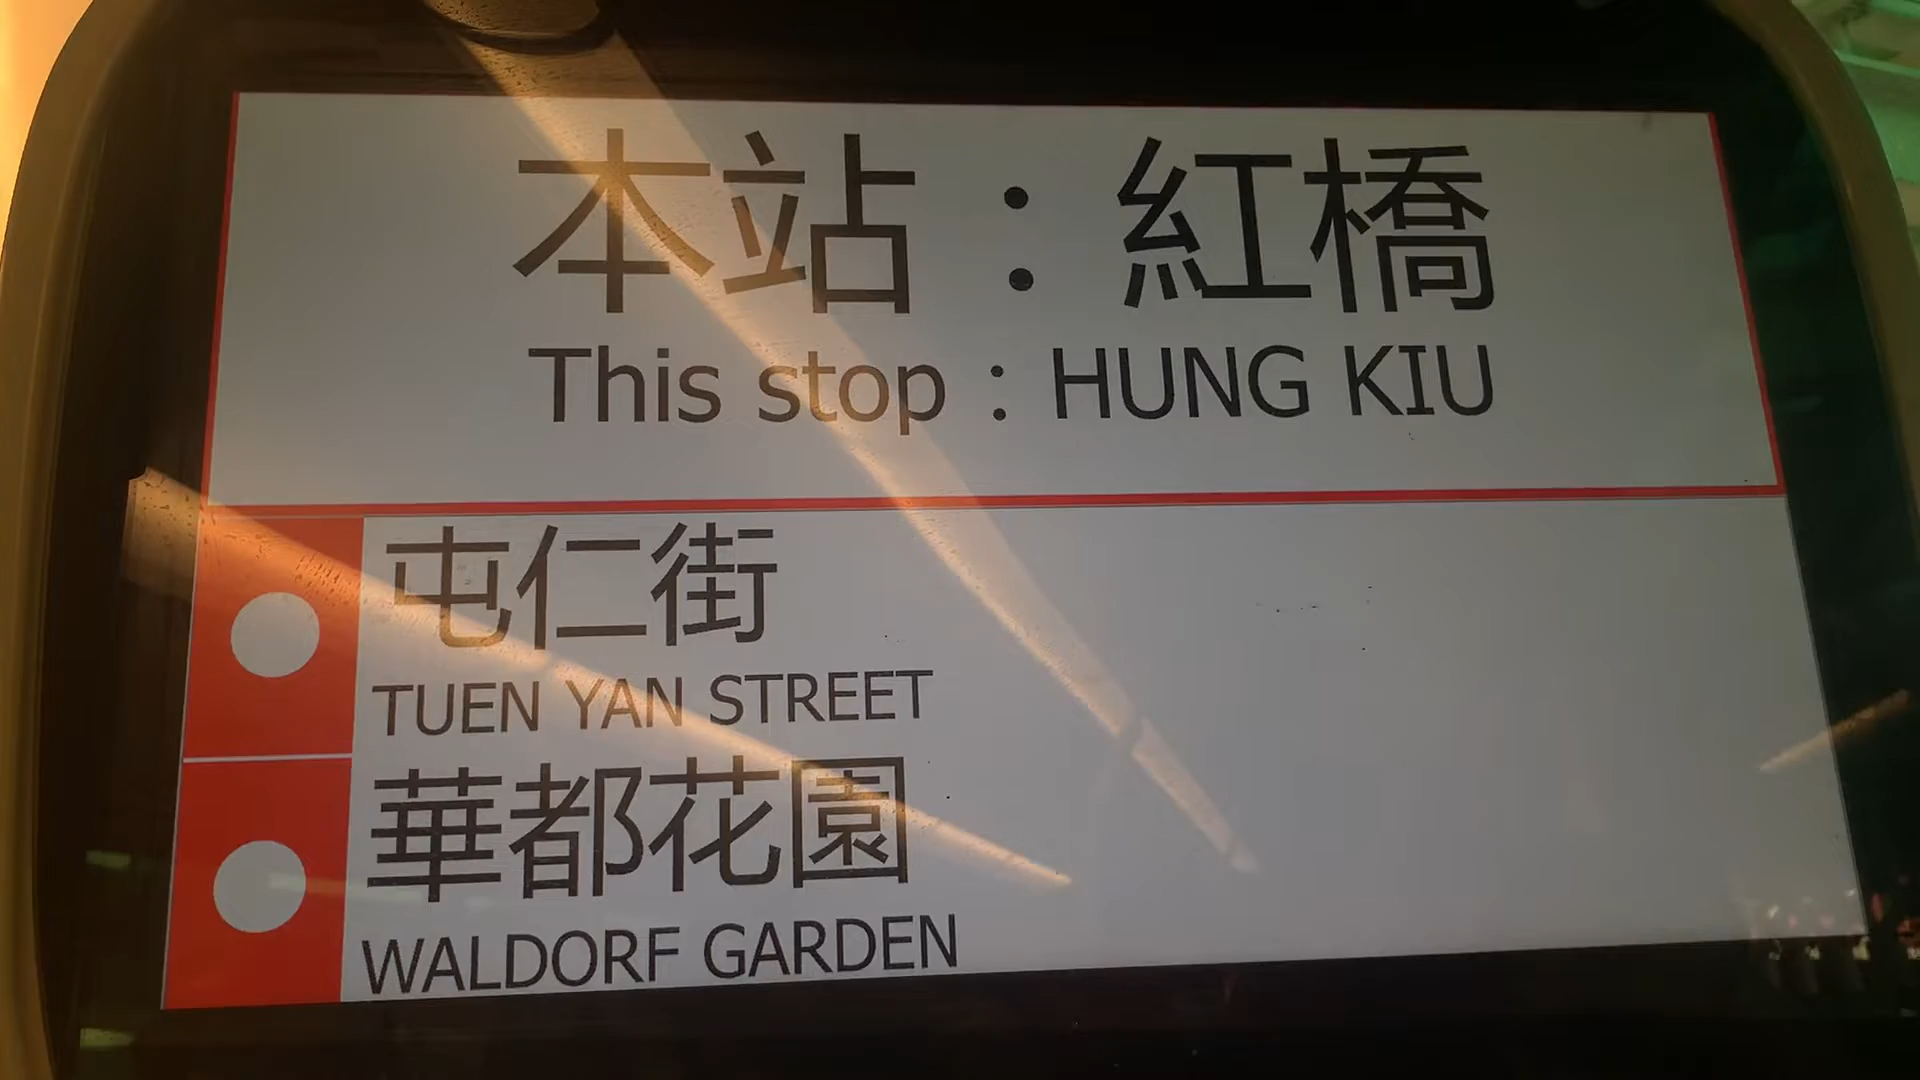 本站：紅橋
This stop : HUNG KIU
屯仁街
TUEN YAN STREET
華都花園
WALDORF GARDEN